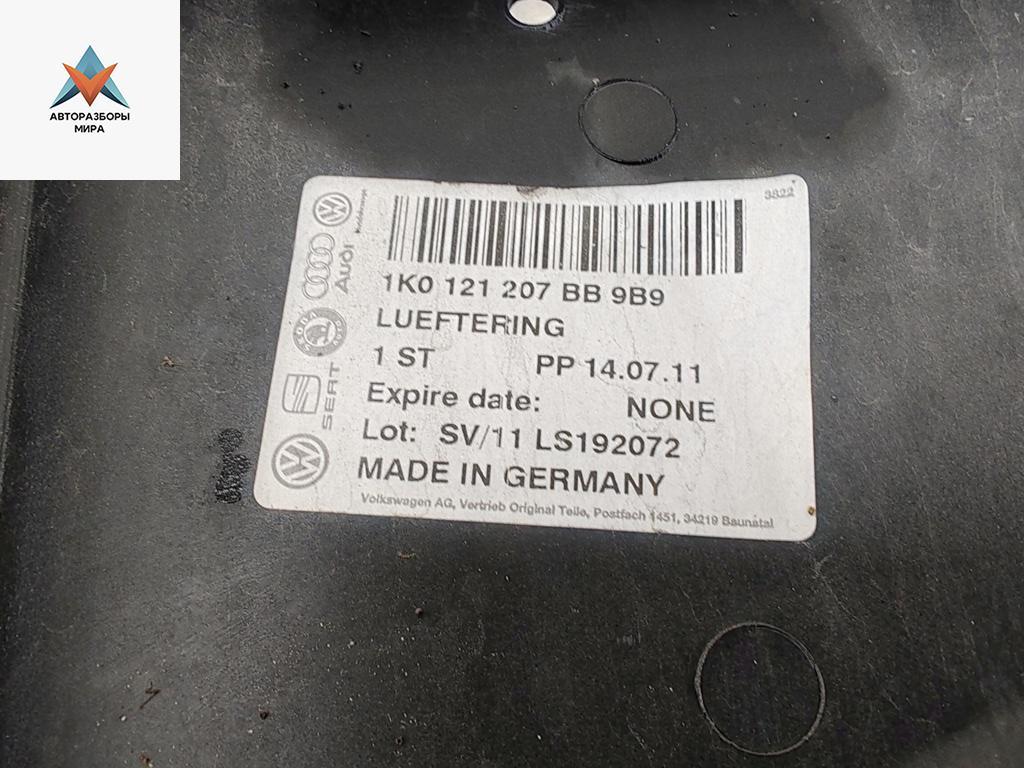 АВТОРАЗБОРЫ
МИРА
3822
Audi
SEAT
1K0 121 207 BB 9B9
LUEFTERING
1 ST PP 14.07.11
Expire date: NONE
Lot: SV/11 LS192072
MADE IN GERMANY
Volkswagen AG, Vertrieb Original Teile, Postfach 1451, 34219 Baunatal